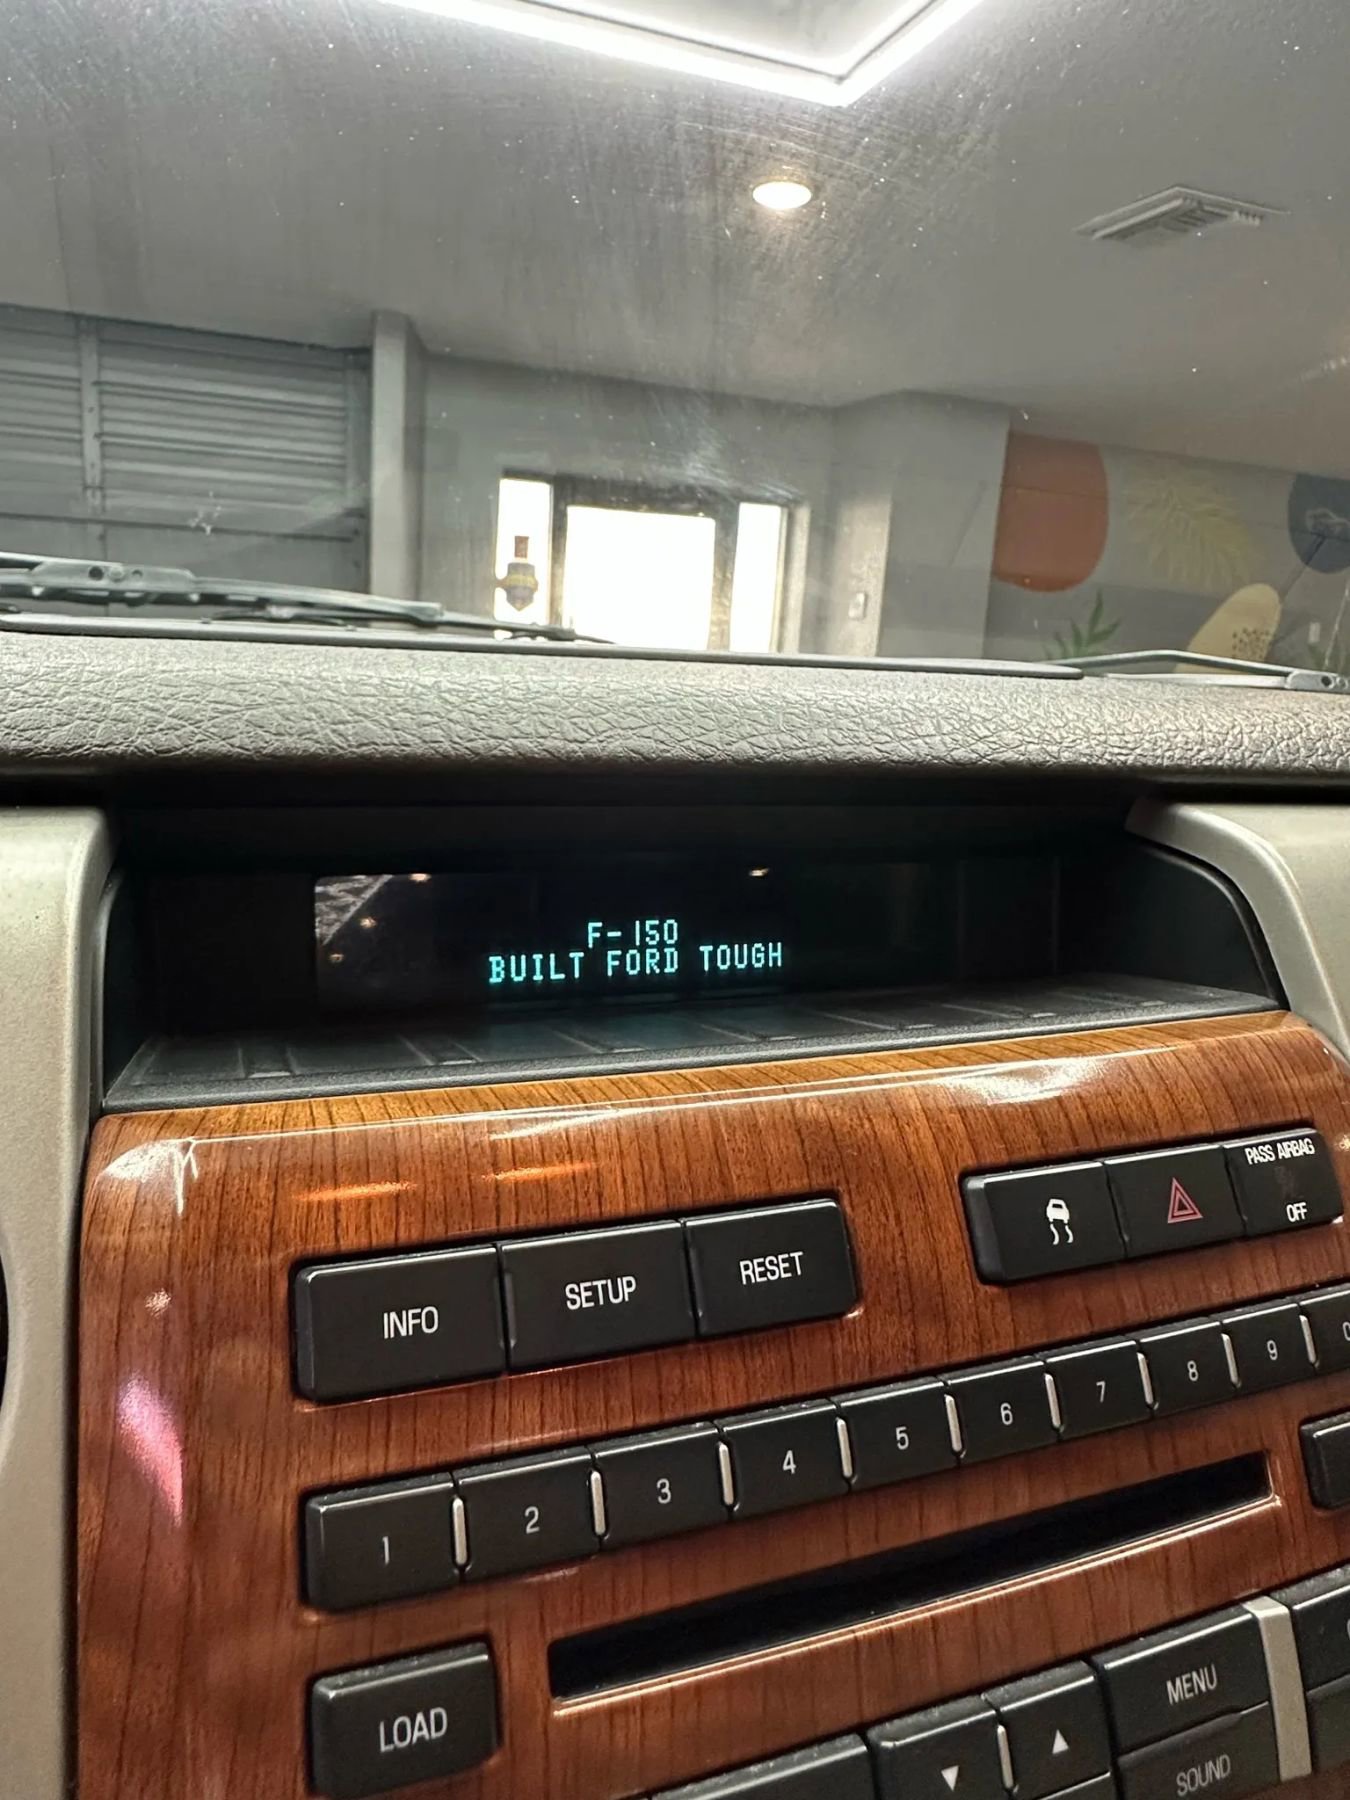 F-150
BUILT FORD TOUGH
PASS AIRBAG
OFF
INFO
SETUP
RESET
1
2
3
4
5
6
7
8
9
LOAD
MENU
SOUND